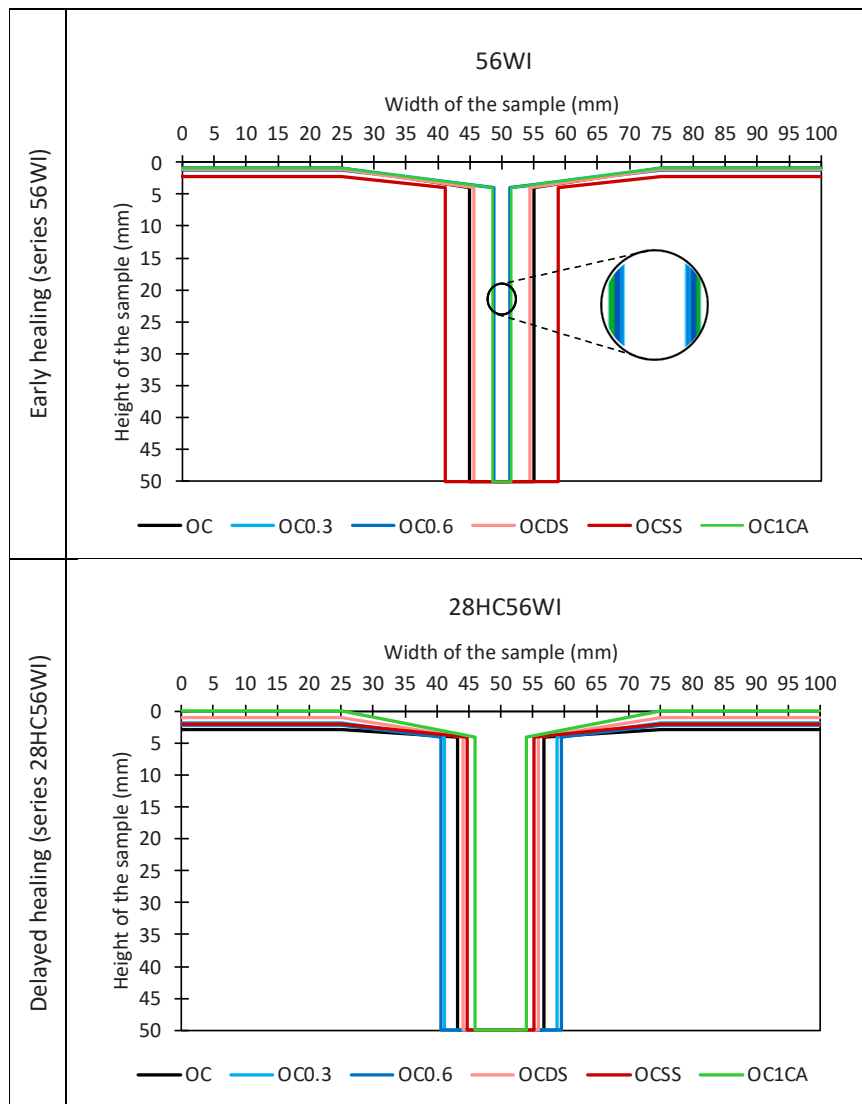 Early healing (series 56WI)
56WI
Width of the sample (mm)
0 5 10 15 20 25 30 35 40 45 50 55 60 65 70 75 80 85 90 95 100
Height of the sample (mm)
0
5
10
15
20
25
30
35
40
45
50
OC OC0.3 OC0.6 OCDS OCSS OC1CA
Delayed healing (series 28HC56WI)
28HC56WI
Width of the sample (mm)
0 5 10 15 20 25 30 35 40 45 50 55 60 65 70 75 80 85 90 95 100
Height of the sample (mm)
0
5
10
15
20
25
30
35
40
45
50
OC OC0.3 OC0.6 OCDS OCSS OC1CA